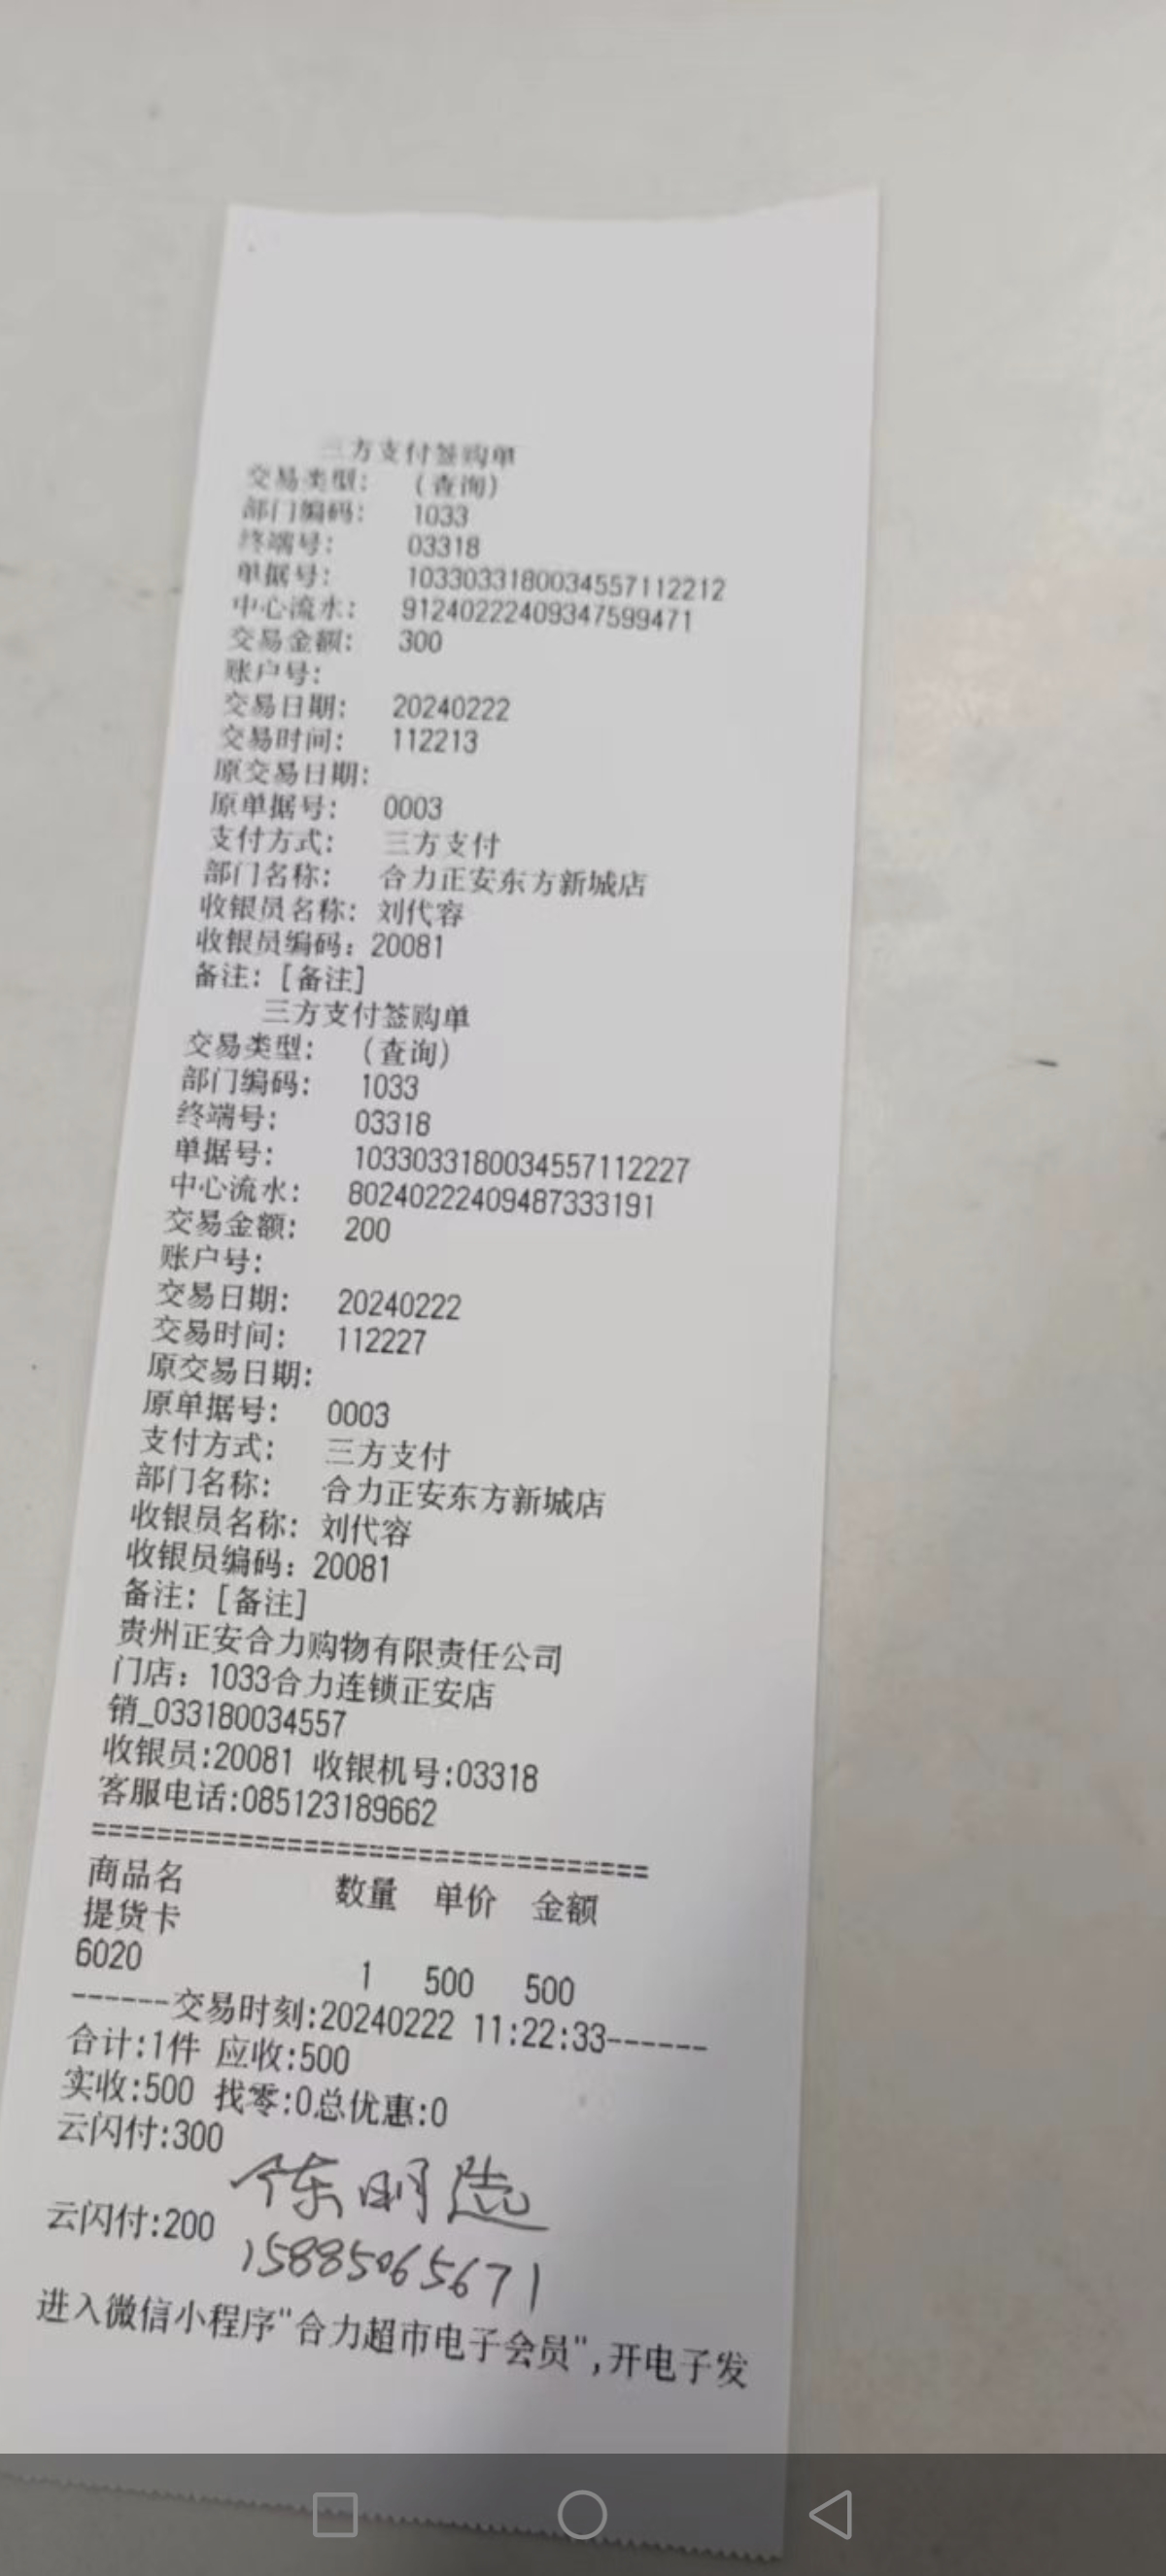 三方支付签购单
交易类型: (查询)
部门编码: 1033
终端号: 03318
单据号: 1033033180034557112212
中心流水: 91240222409347599471
交易金额: 300
账户号:
交易日期: 20240222
交易时间: 112213
原交易日期:
原单据号: 0003
支付方式: 三方支付
部门名称: 合力正安东方新城店
收银员名称: 刘代容
收银员编码: 20081
备注: [备注]
三方支付签购单
交易类型: (查询)
部门编码: 1033
终端号: 03318
单据号: 1033033180034557112227
中心流水: 80240222409487333191
交易金额: 200
账户号:
交易日期: 20240222
交易时间: 112227
原交易日期:
原单据号: 0003
支付方式: 三方支付
部门名称: 合力正安东方新城店
收银员名称: 刘代容
收银员编码: 20081
备注: [备注]
贵州正安合力购物有限责任公司
门店: 1033合力连锁正安店
销_033180034557
收银员:20081 收银机号:03318
客服电话:085123189662
==================================
商品名 数量 单价 金额
提货卡
6020 1 500 500
------交易时刻:20240222 11:22:33------
合计:1件 应收:500
实收:500 找零:0总优惠:0
云闪付:300
明
云闪付:200
15885065671
进入微信小程序"合力超市电子会员",开电子发